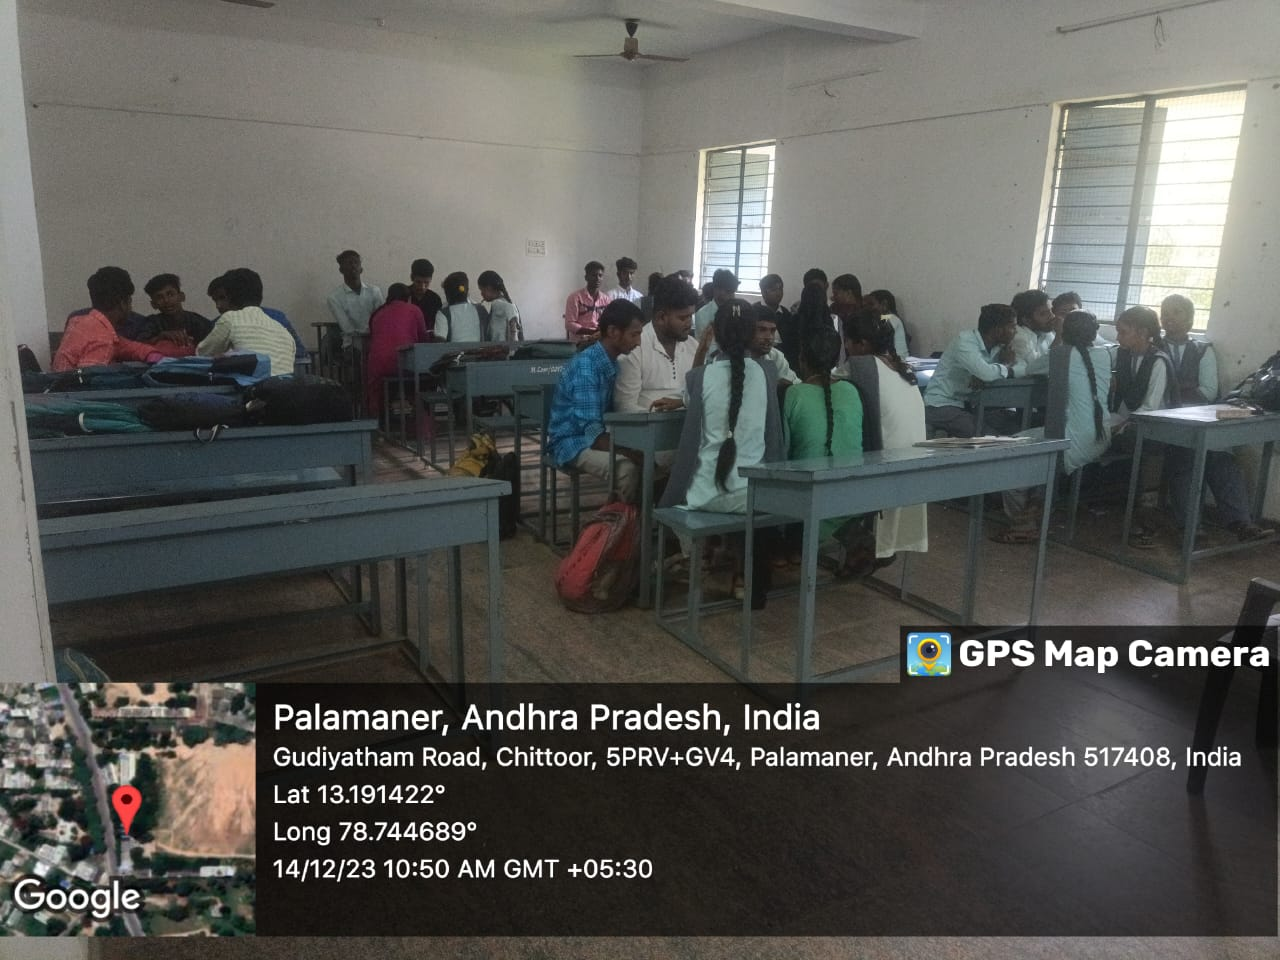 GPS Map Camera
Palamaner, Andhra Pradesh, India
Gudiyatham Road, Chittoor, 5PRV+GV4, Palamaner, Andhra Pradesh 517408, India
Lat 13.191422°
Long 78.744689°
14/12/23 10:50 AM GMT +05:30
Google